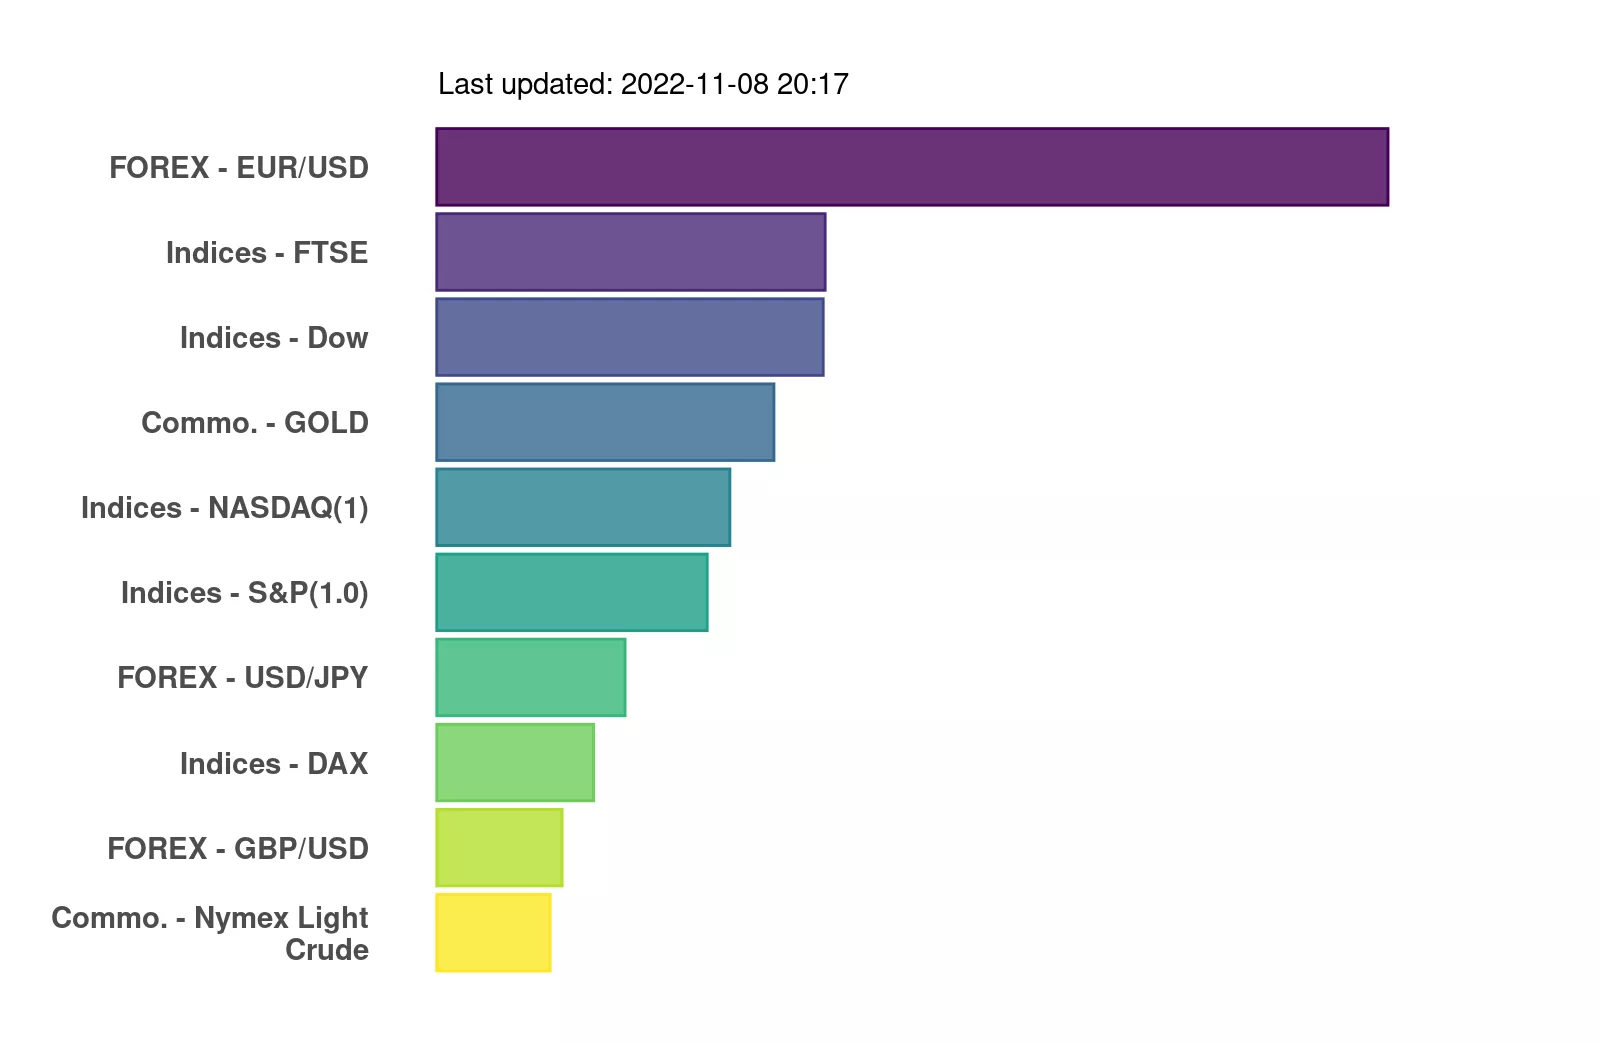 Last updated: 2022-11-08 20:17
FOREX - EUR/USD
Indices - FTSE
Indices - Dow
Commo. - GOLD
Indices - NASDAQ(1)
Indices - S&P(1.0)
FOREX - USD/JPY
Indices - DAX
FOREX - GBP/USD
Commo. - Nymex Light
Crude